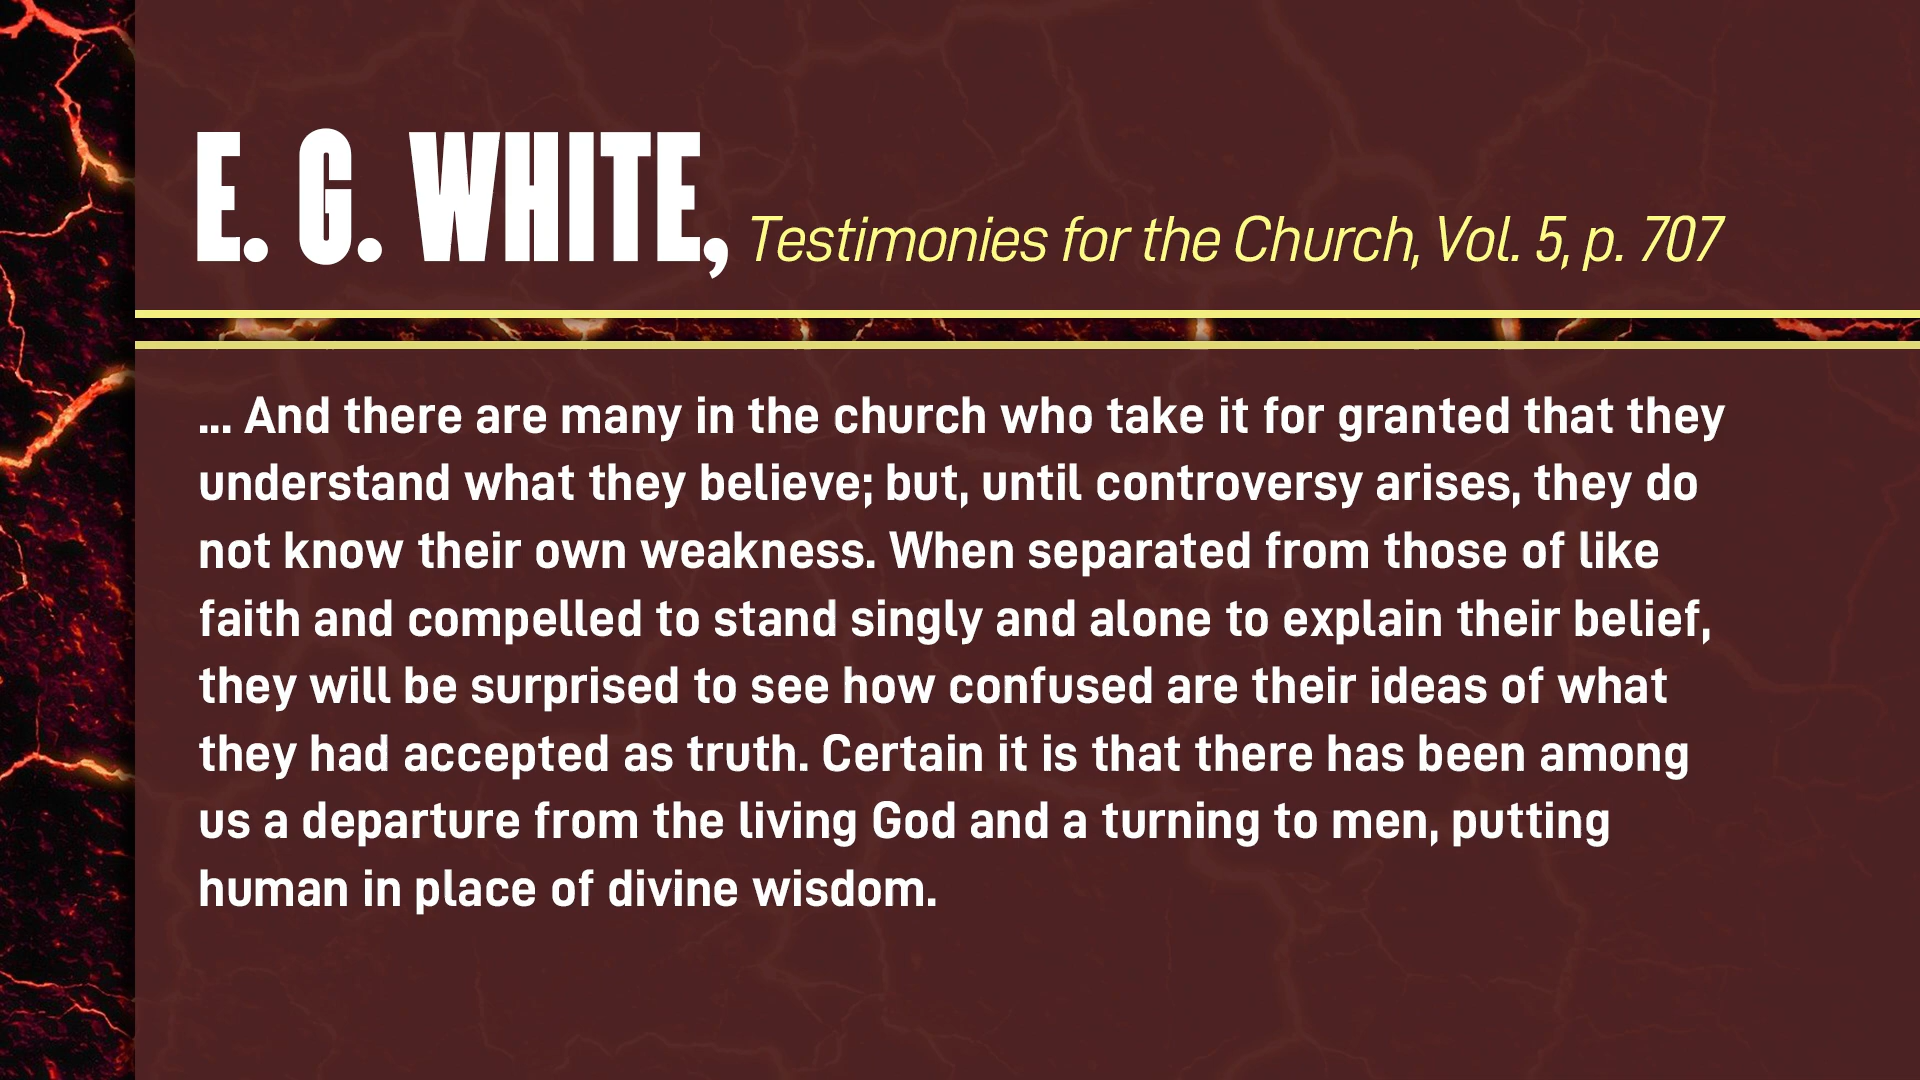 E. G. WHITE, Testimonies for the Church, Vol. 5, p. 707
... And there are many in the church who take it for granted that they
understand what they believe; but, until controversy arises, they do
not know their own weakness. When separated from those of like
faith and compelled to stand singly and alone to explain their belief,
they will be surprised to see how confused are their ideas of what
they had accepted as truth. Certain it is that there has been among
us a departure from the living God and a turning to men, putting
human in place of divine wisdom.